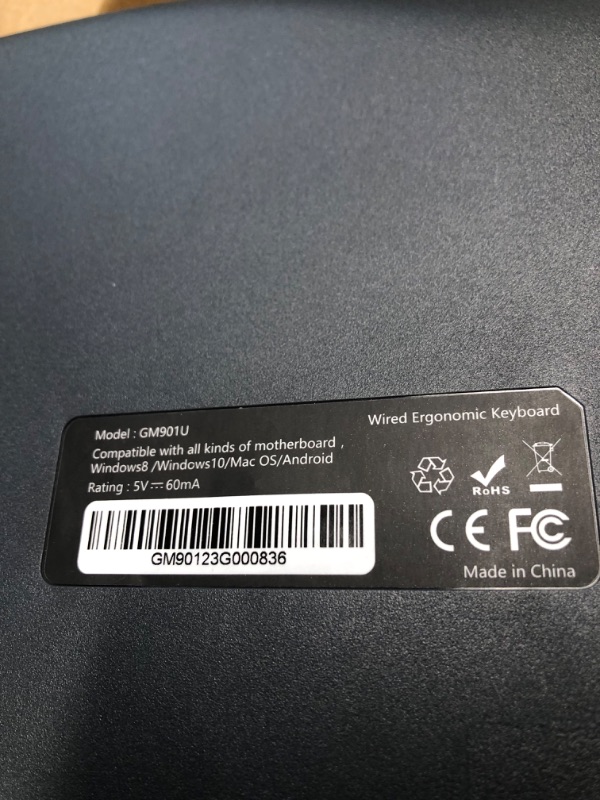 Wired Ergonomic Keyboard
Model : GM901U
Compatible with all kinds of motherboard ,
Windows8 /Windows10/Mac OS/Android
Rating : 5V⎓60mA
RoHS
GM90123G000836
CE FC
Made in China